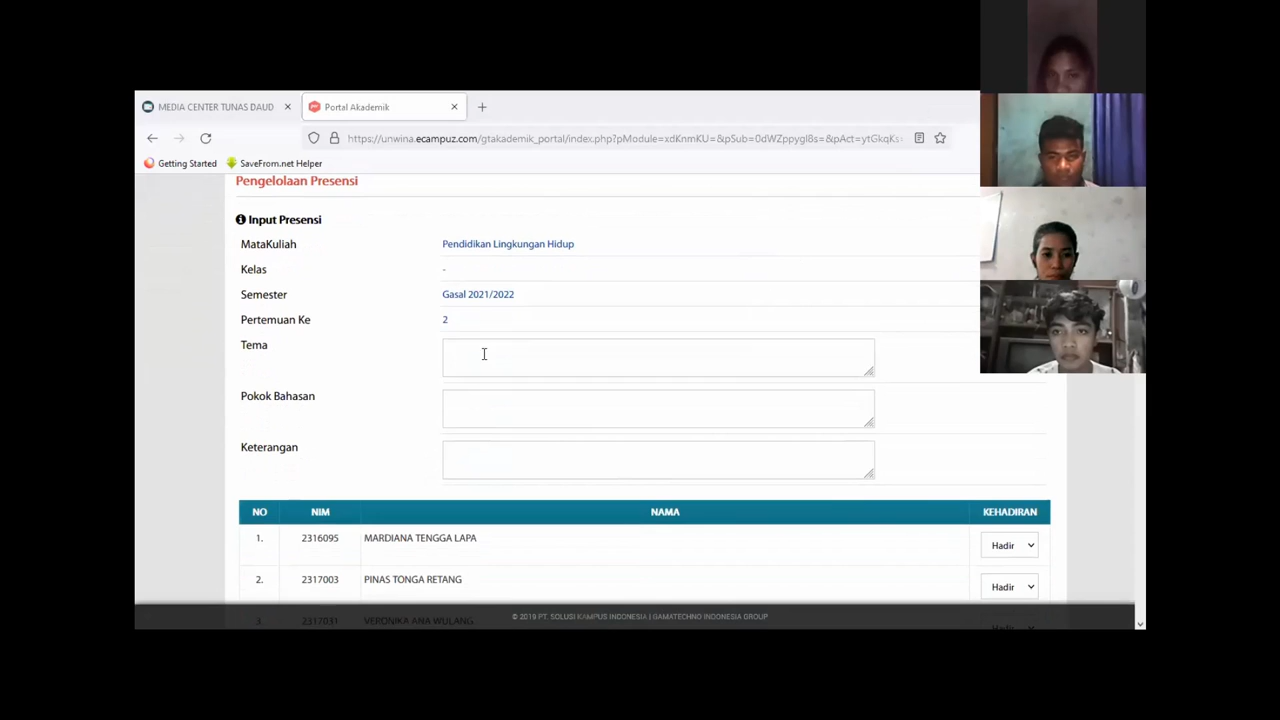 MEDIA CENTER TUNAS DAUD
Portal Akademik
https://unwina.ecampuz.com/gtakademik_portal/index.php?pModule=xdKnmKU=&pSub=0dWZppygl8s=&pAct=ytGkqKs=
Getting Started
SaveFrom.net Helper
Pengelolaan Presensi
Input Presensi
MataKuliah Pendidikan Lingkungan Hidup
Kelas -
Semester Gasal 2021/2022
Pertemuan Ke 2
Tema
Pokok Bahasan
Keterangan
NO NIM NAMA KEHADIRAN
1. 2316095 MARDIANA TENGGA LAPA Hadir
2. 2317003 PINAS TONGA RETANG Hadir
3. 2317031 VERONIKA ANA WULANG Hadir
© 2019 PT. SOLUSI KAMPUS INDONESIA | GAMATECHNO INDONESIA GROUP